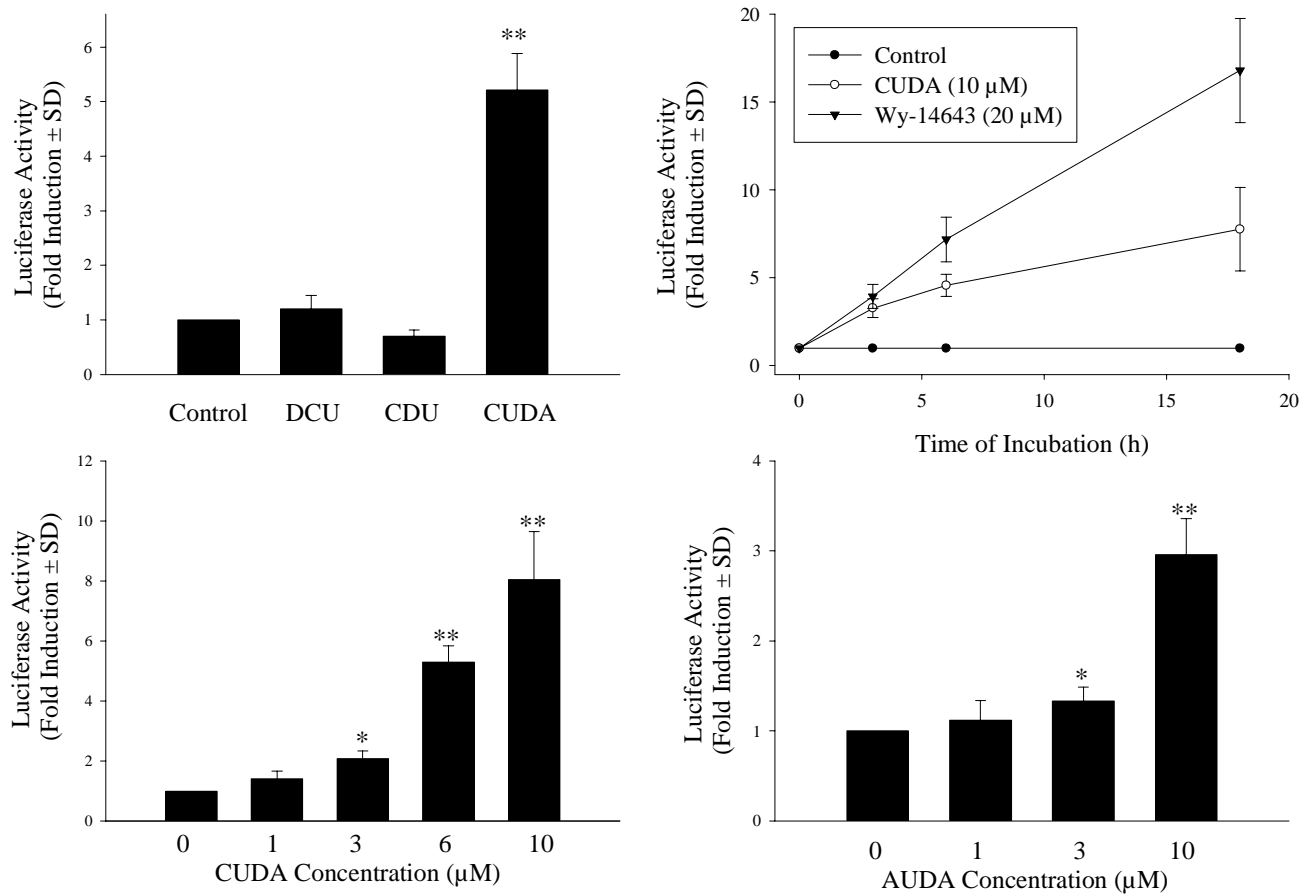 Luciferase Activity
(Fold Induction ± SD)
6
5
4
3
2
1
0
**
Control DCU CDU CUDA
Luciferase Activity
(Fold Induction ± SD)
20
15
10
5
0
Control
CUDA (10 µM)
Wy-14643 (20 µM)
0 5 10 15 20
Time of Incubation (h)
Luciferase Activity
(Fold Induction ± SD)
12
10
8
6
4
2
0
*
**
**
0 1 3 6 10
CUDA Concentration (µM)
Luciferase Activity
(Fold Induction ± SD)
4
3
2
1
0
*
**
0 1 3 10
AUDA Concentration (µM)